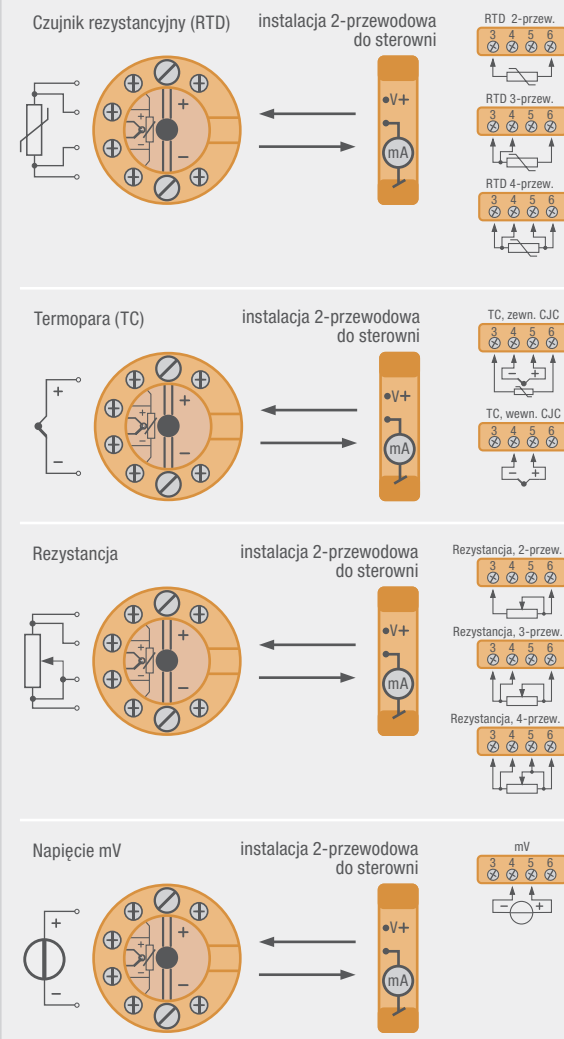 Czujnik rezystancyjny (RTD)
instalacja 2-przewodowa
do sterowni
+
−
+
−
V+
mA
RTD 2-przew.
3 4 5 6
RTD 3-przew.
3 4 5 6
RTD 4-przew.
3 4 5 6
Termopara (TC)
instalacja 2-przewodowa
do sterowni
+
−
+
−
+
−
V+
mA
TC, zewn. CJC
3 4 5 6
− +
TC, wewn. CJC
3 4 5 6
− +
Rezystancja
instalacja 2-przewodowa
do sterowni
+
−
+
−
V+
mA
Rezystancja, 2-przew.
3 4 5 6
Rezystancja, 3-przew.
3 4 5 6
Rezystancja, 4-przew.
3 4 5 6
Napięcie mV
instalacja 2-przewodowa
do sterowni
+
−
+
−
+
−
V+
mA
mV
3 4 5 6
− +